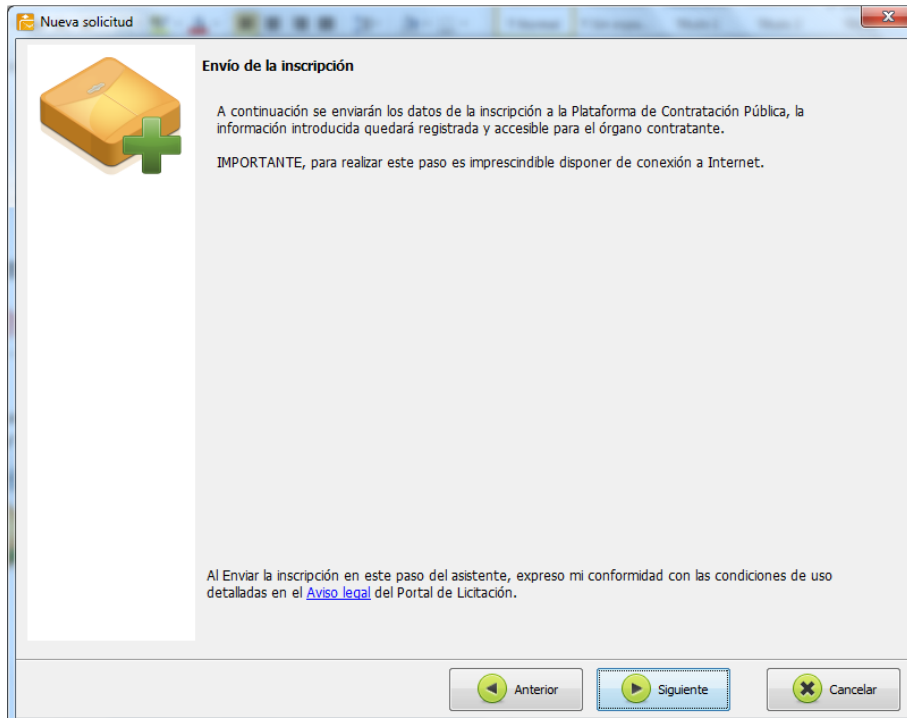 Nueva solicitud
Envío de la inscripción
A continuación se enviarán los datos de la inscripción a la Plataforma de Contratación Pública, la
información introducida quedará registrada y accesible para el órgano contratante.
IMPORTANTE, para realizar este paso es imprescindible disponer de conexión a Internet.
Al Enviar la inscripción en este paso del asistente, expreso mi conformidad con las condiciones de uso
detalladas en el Aviso legal del Portal de Licitación.
Anterior
Siguiente
Cancelar